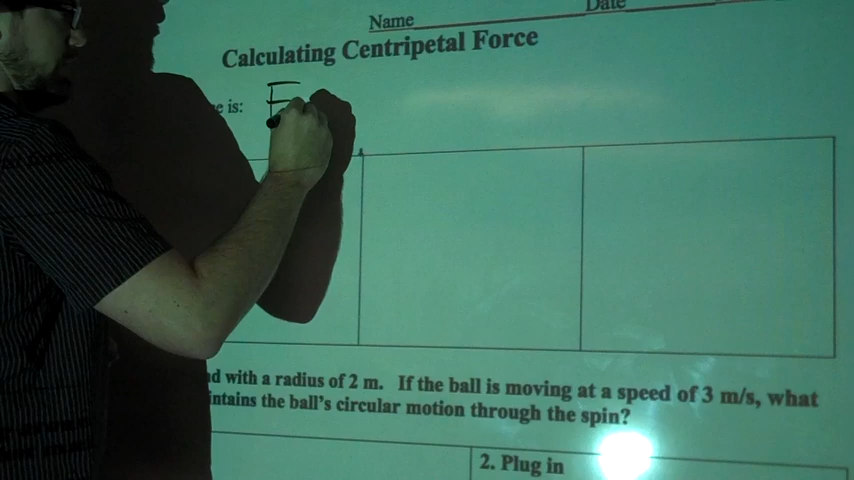 Name Date
Calculating Centripetal Force
is: F
with a radius of 2 m. If the ball is moving at a speed of 3 m/s, what
the ball's circular motion through the spin?
2. Plug in